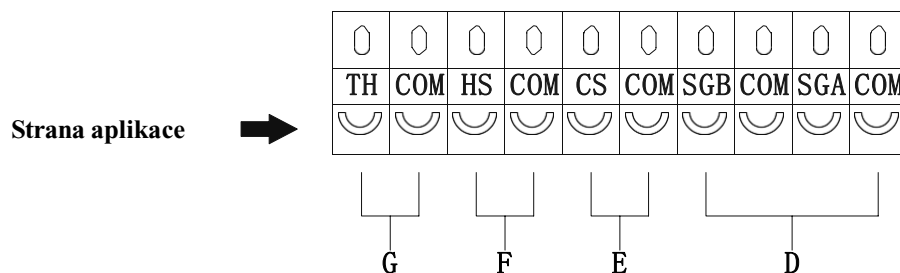 TH COM HS COM CS COM SGB COM SGA COM
Strana aplikace
G F E D